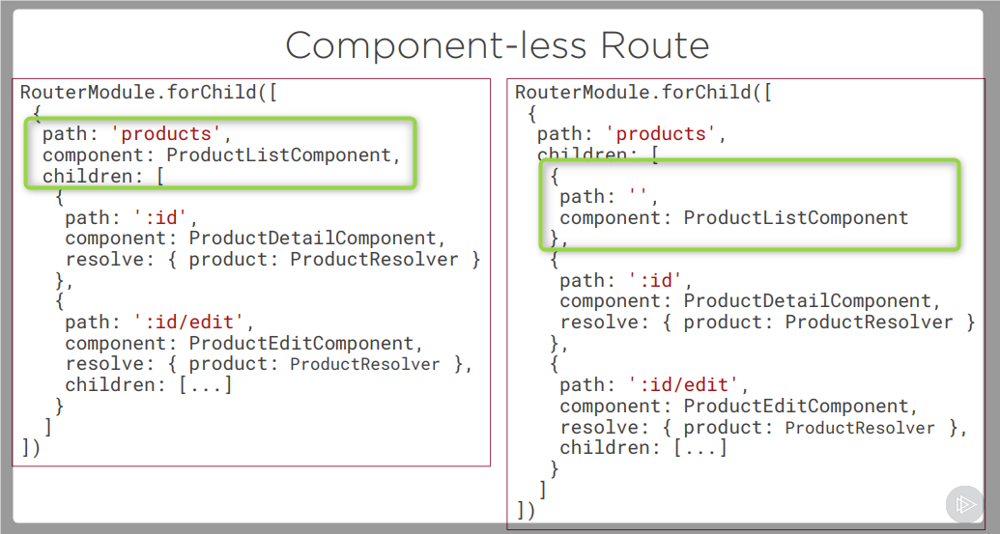 Component-less Route
RouterModule.forChild([
{
path: 'products',
component: ProductListComponent,
children: [
{
path: ':id',
component: ProductDetailComponent,
resolve: { product: ProductResolver }
},
{
path: ':id/edit',
component: ProductEditComponent,
resolve: { product: ProductResolver },
children: [...]
}
]
])
RouterModule.forChild([
{
path: 'products',
children: [
{
path: '',
component: ProductListComponent
},
{
path: ':id',
component: ProductDetailComponent,
resolve: { product: ProductResolver }
},
{
path: ':id/edit',
component: ProductEditComponent,
resolve: { product: ProductResolver },
children: [...]
}
]
])